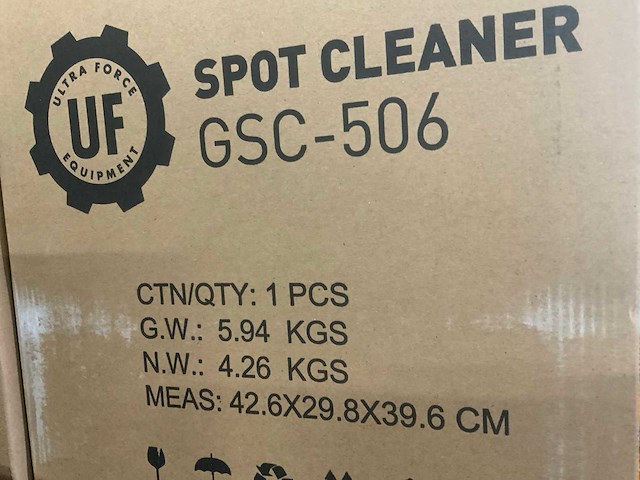 ULTRA FORCE
UF
EQUIPMENT
SPOT CLEANER
GSC-506
CTN/QTY: 1 PCS
G.W.: 5.94 KGS
N.W.: 4.26 KGS
MEAS: 42.6X29.8X39.6 CM